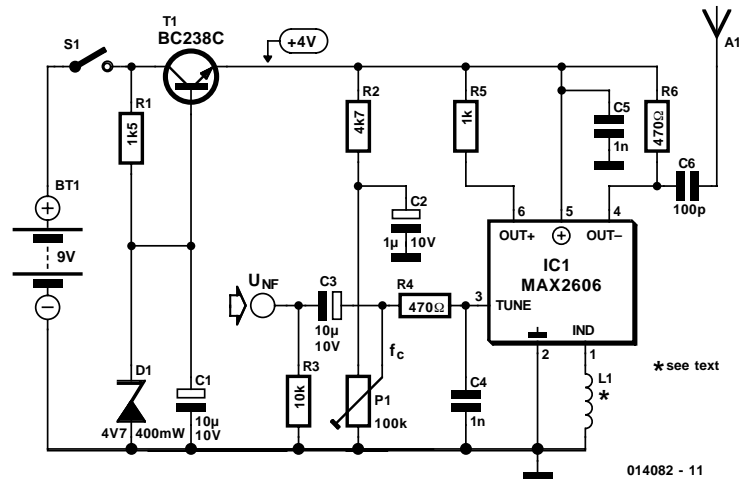 T1
BC238C
S1
+4V
A1
R1
1k5
R2
4k7
R5
1k
C5
1n
R6
470Ω
C6
100p
BT1
9V
C2
1µ 10V
6
5
4
OUT+
OUT–
IC1
MAX2606
UNF
C3
10µ
10V
R4
470Ω
3
TUNE
IND
2
1
fc
R3
10k
P1
100k
C4
1n
L1
*
* see text
D1
4V7 400mW
C1
10µ
10V
014082 - 11